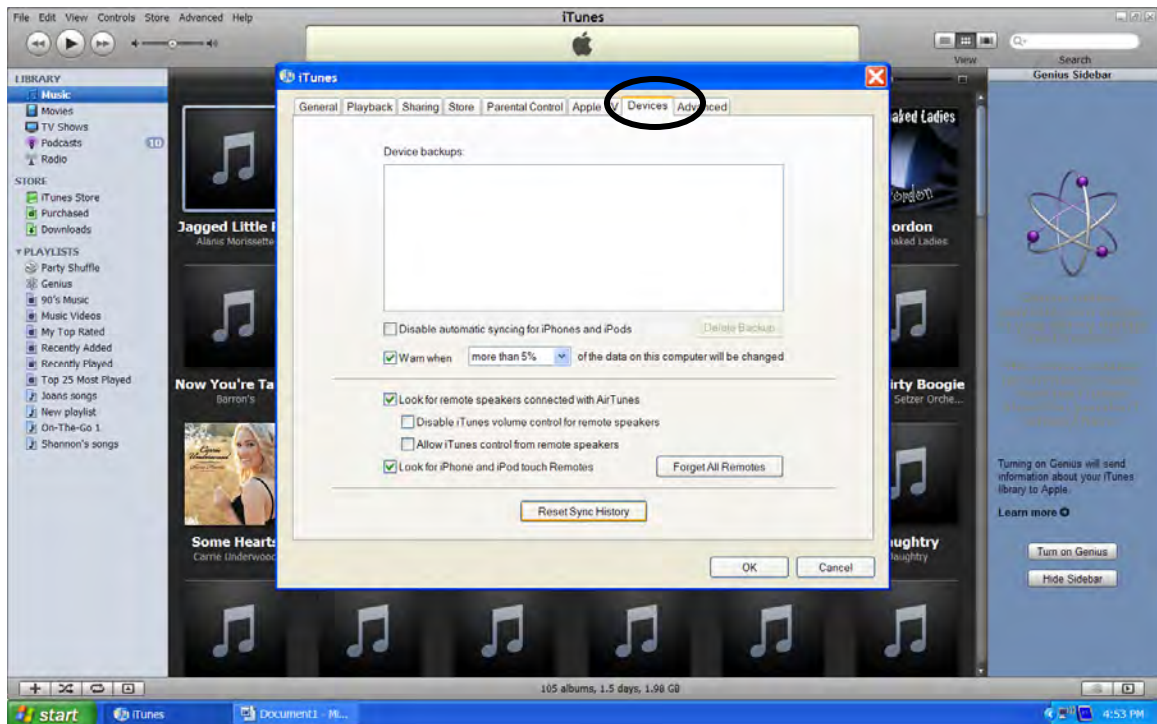 File Edit View Controls Store Advanced Help
iTunes
View
Search
LIBRARY
Music
Movies
TV Shows
Podcasts 10
Radio
STORE
iTunes Store
Purchased
Downloads
PLAYLISTS
Party Shuffle
Genius
90's Music
Music Videos
My Top Rated
Recently Added
Recently Played
Top 25 Most Played
Joans songs
New playlist
On-The-Go 1
Shannon's songs
Jagged Little
Alanis Morissette
Now You're Ta
Barron's
Some Hearts
Carrie Underwood
iTunes
General Playback Sharing Store Parental Control Apple V Devices Advanced
Device backups:
Disable automatic syncing for iPhones and iPods Delete Backup
Warn when more than 5% of the data on this computer will be changed
Look for remote speakers connected with AirTunes
Disable iTunes volume control for remote speakers
Allow iTunes control from remote speakers
Look for iPhone and iPod touch Remotes Forget All Remotes
Reset Sync History
OK Cancel
aked Ladies
ordon
aked Ladies
irty Boogie
Setzer Orche...
ughtry
aughtry
Genius Sidebar
Turning on Genius will send
information about your iTunes
library to Apple.
Learn more
Turn on Genius
Hide Sidebar
105 albums, 1.5 days, 1.98 GB
start iTunes Document1 - Mi... 4:53 PM